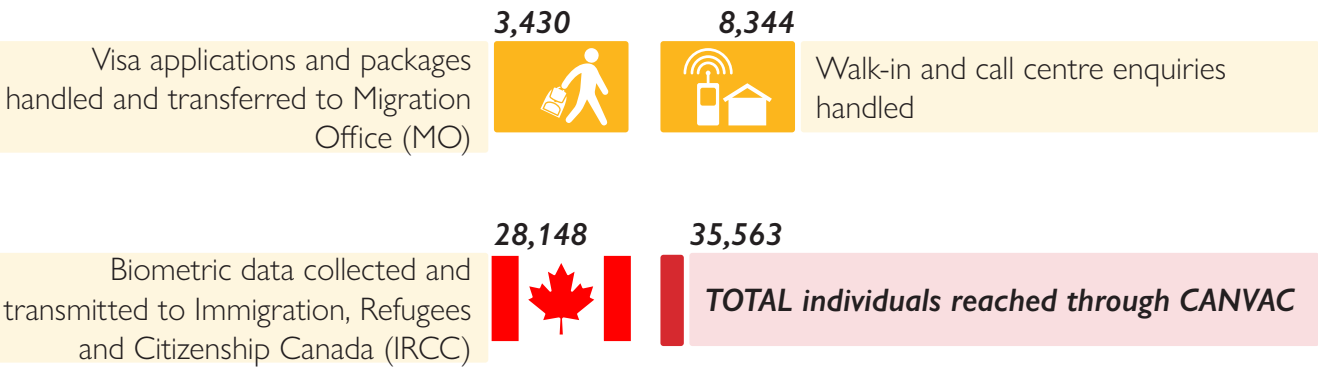 3,430
Visa applications and packages
handled and transferred to Migration
Office (MO)
8,344
Walk-in and call centre enquiries
handled
28,148
Biometric data collected and
transmitted to Immigration, Refugees
and Citizenship Canada (IRCC)
35,563
TOTAL individuals reached through CANVAC